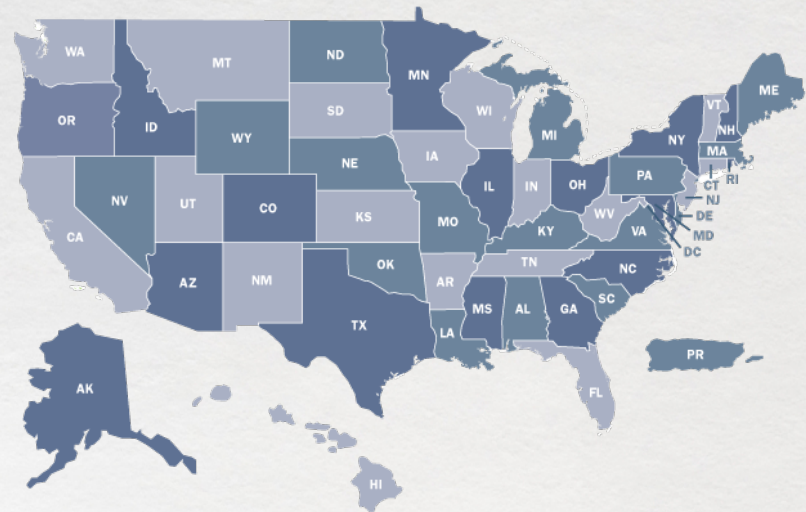 WA
MT
ND
MN
ME
VT
NH
OR
ID
SD
WI
NY
WY
MI
MA
CT
RI
NE
IA
PA
NJ
NV
UT
CO
IL
IN
OH
DE
MD
DC
CA
KS
MO
KY
WV
VA
AZ
NM
OK
AR
TN
NC
TX
LA
MS
AL
GA
SC
PR
AK
FL
HI